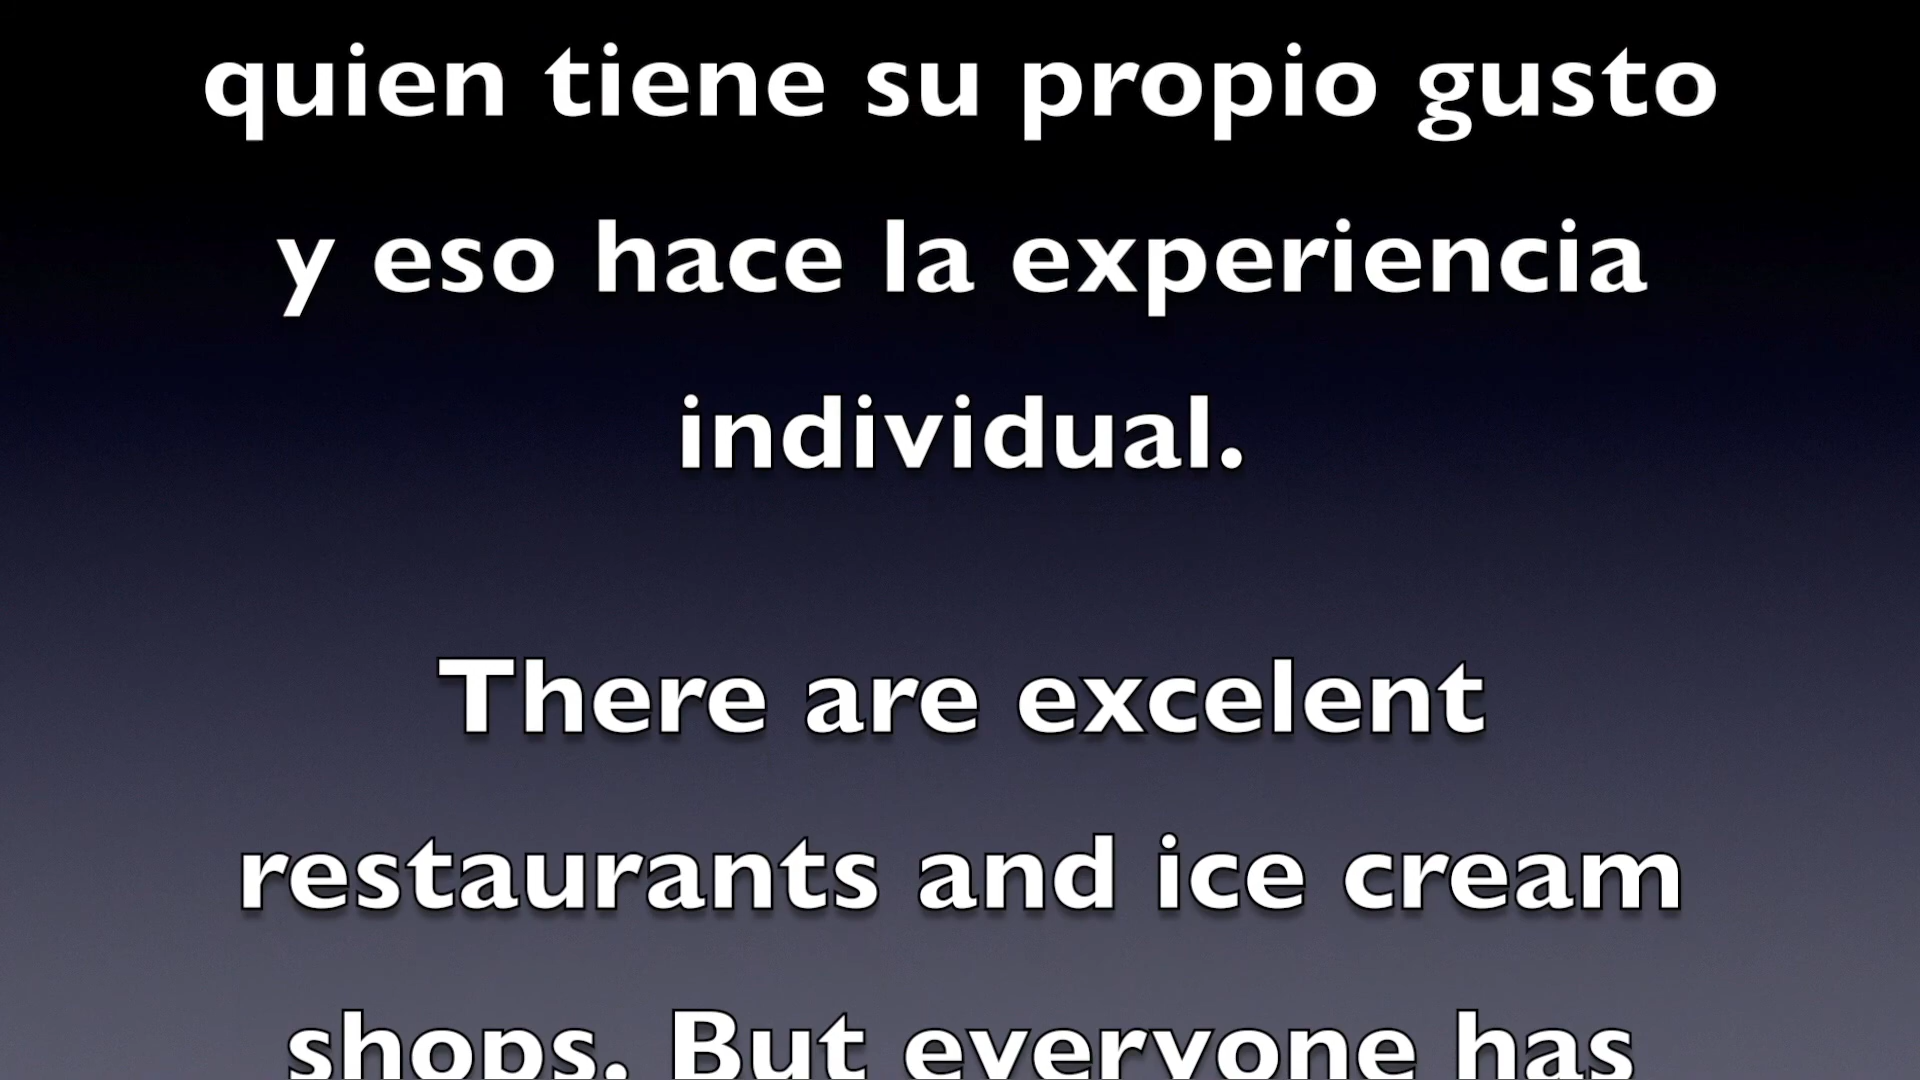 quien tiene su propio gusto
y eso hace la experiencia
individual.
There are excelent
restaurants and ice cream
shops. But everyone has